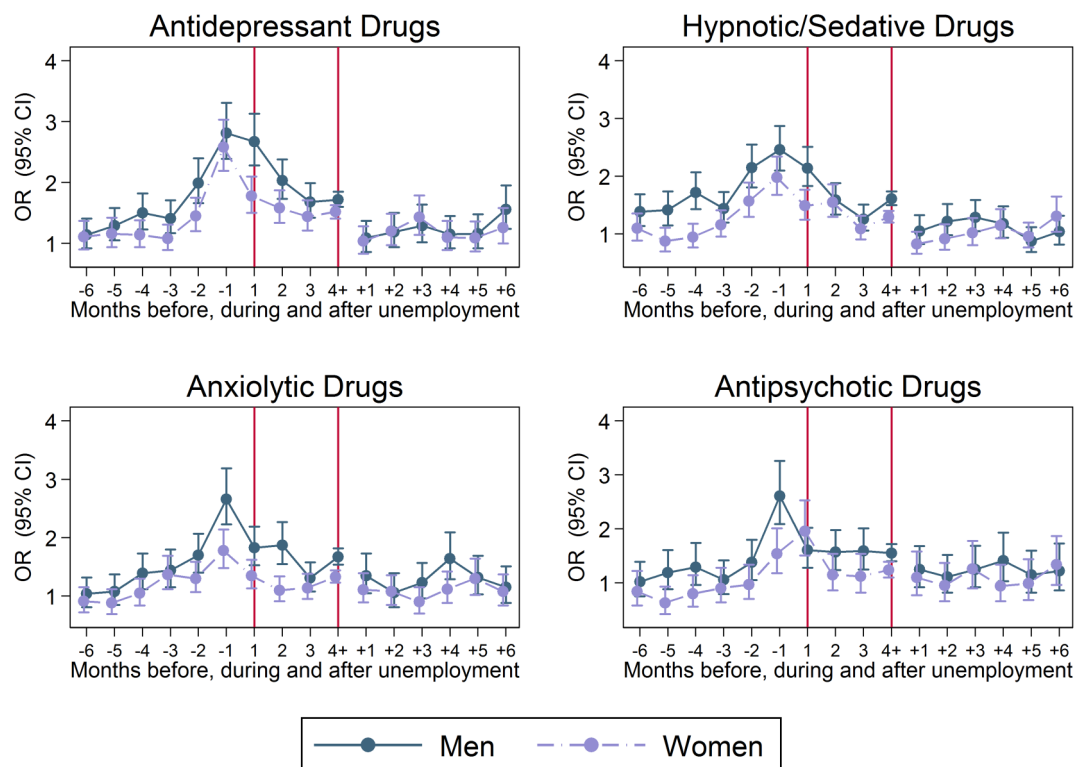 Antidepressant Drugs
OR (95% CI)
4
3
2
1
-6 -5 -4 -3 -2 -1 1 2 3 4+ +1 +2 +3 +4 +5 +6
Months before, during and after unemployment
Hypnotic/Sedative Drugs
OR (95% CI)
4
3
2
1
-6 -5 -4 -3 -2 -1 1 2 3 4+ +1 +2 +3 +4 +5 +6
Months before, during and after unemployment
Anxiolytic Drugs
OR (95% CI)
4
3
2
1
-6 -5 -4 -3 -2 -1 1 2 3 4+ +1 +2 +3 +4 +5 +6
Months before, during and after unemployment
Antipsychotic Drugs
OR (95% CI)
4
3
2
1
-6 -5 -4 -3 -2 -1 1 2 3 4+ +1 +2 +3 +4 +5 +6
Months before, during and after unemployment
Men Women